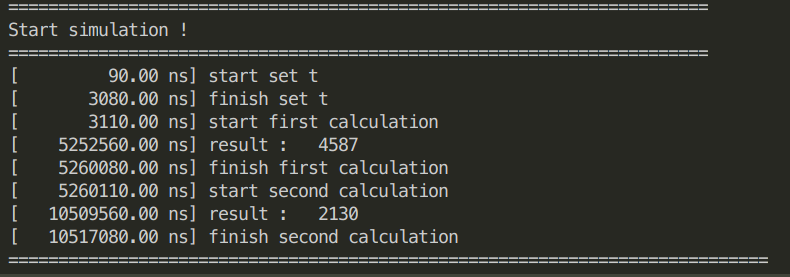 ======================================================================
Start simulation !
======================================================================
[         90.00 ns] start set t
[       3080.00 ns] finish set t
[       3110.00 ns] start first calculation
[    5252560.00 ns] result :   4587
[    5260080.00 ns] finish first calculation
[    5260110.00 ns] start second calculation
[   10509560.00 ns] result :   2130
[   10517080.00 ns] finish second calculation
============================================================================